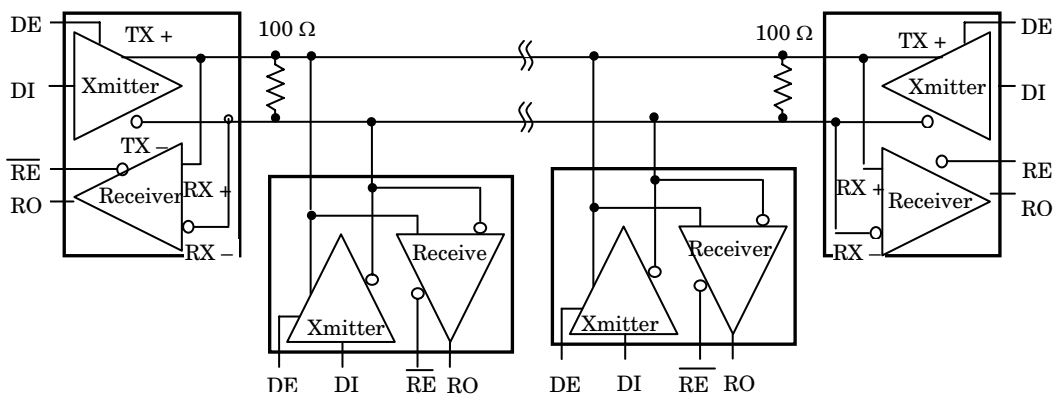 DE
TX +
100 Ω
100 Ω
TX +
DE
DI
Xmitter
Xmitter
DI
TX –
RE
Receiver
RX +
RO
RX –
RX +
Receiver
RE
RO
RX –
Receive
Xmitter
DE
DI
RE
RO
Receiver
Xmitter
DE
DI
RE
RO